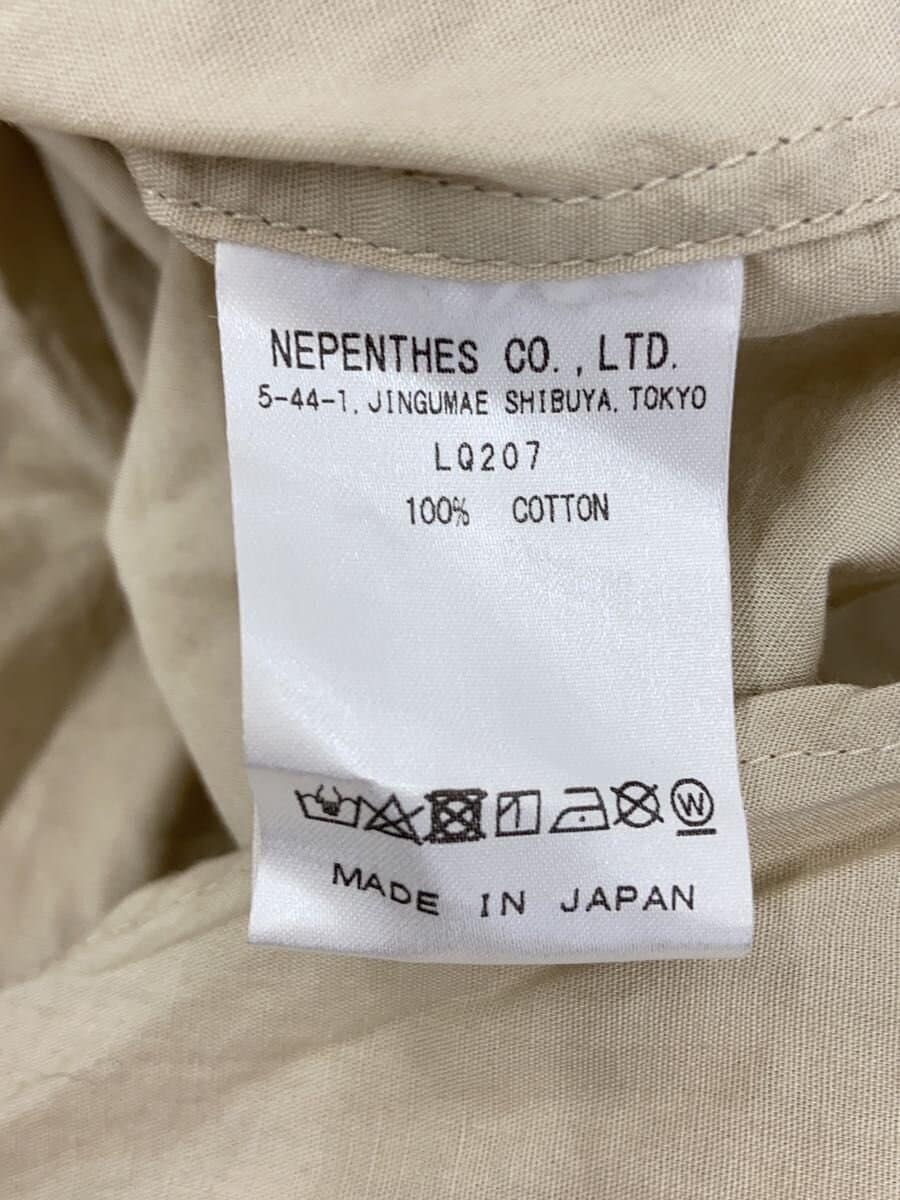 NEPENTHES CO.,LTD.
5-44-1, JINGUMAE SHIBUYA, TOKYO
LQ207
100% COTTON
W
MADE IN JAPAN